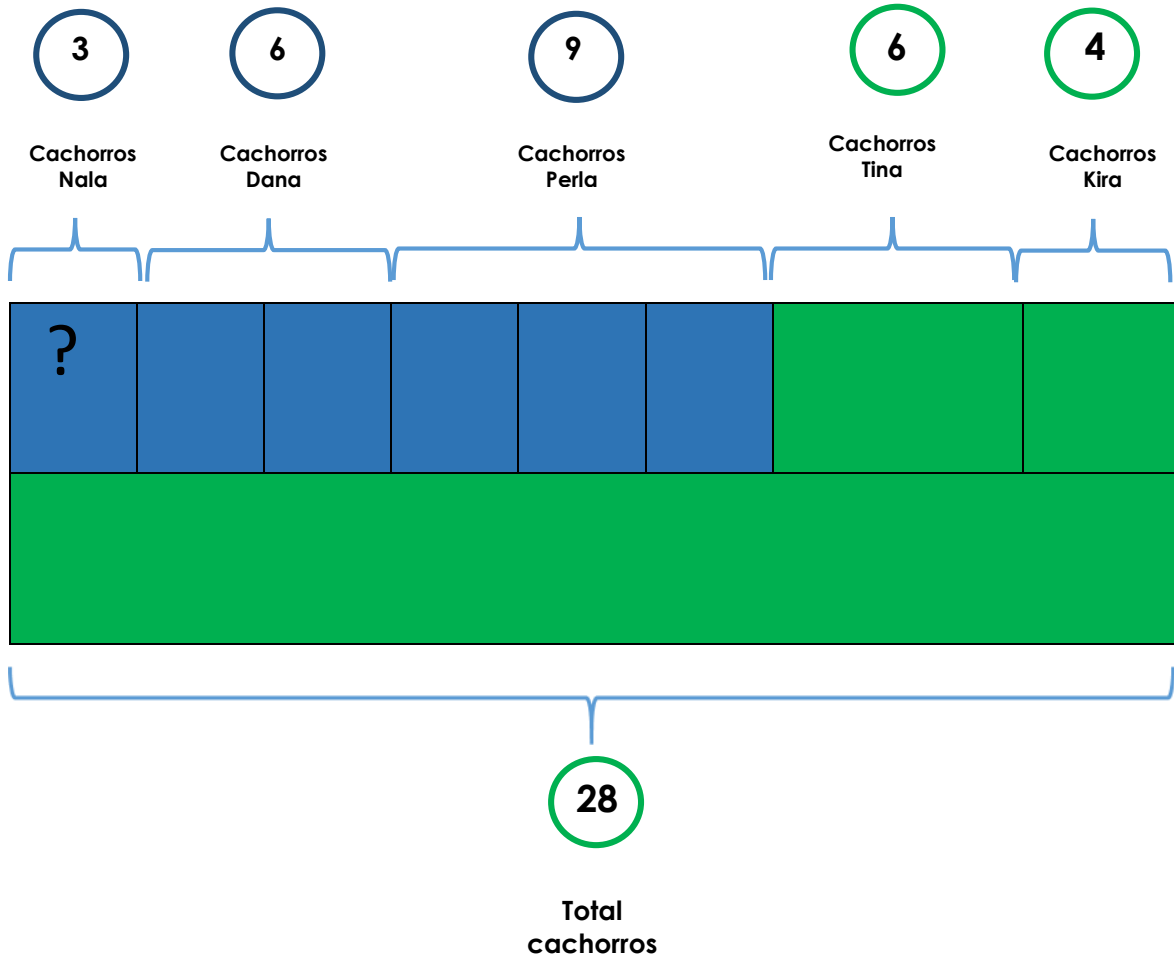 3
6
9
6
4
Cachorros
Nala
Cachorros
Dana
Cachorros
Perla
Cachorros
Tina
Cachorros
Kira
?
28
Total
cachorros